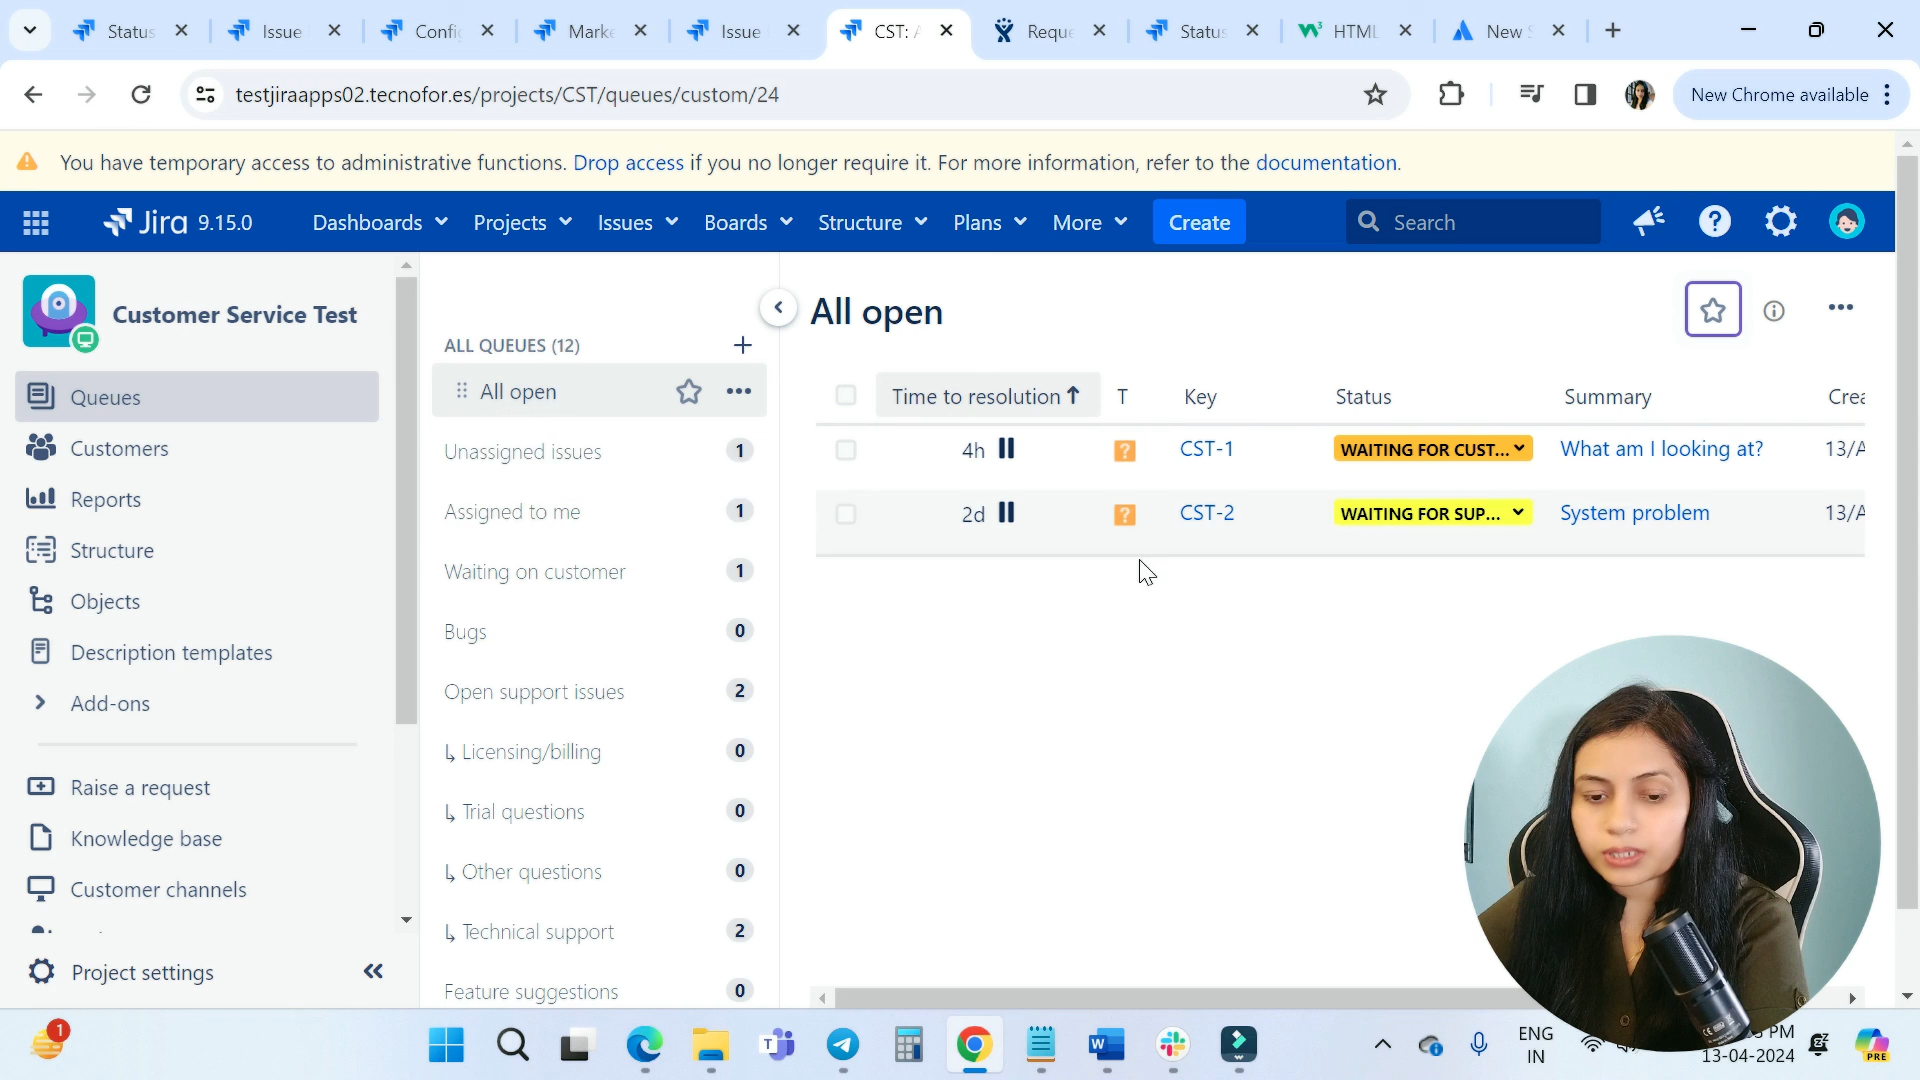 Status
Issue
Confi
Marke
Issue
CST: A
Reque
Status
HTML
New S
testjiraapps02.tecnofor.es/projects/CST/queues/custom/24
New Chrome available
You have temporary access to administrative functions. Drop access if you no longer require it. For more information, refer to the documentation.
Jira 9.15.0
Dashboards
Projects
Issues
Boards
Structure
Plans
More
Create
Search
Customer Service Test
Queues
Customers
Reports
Structure
Objects
Description templates
Add-ons
Raise a request
Knowledge base
Customer channels
Project settings
ALL QUEUES (12)
All open
Unassigned issues 1
Assigned to me 1
Waiting on customer 1
Bugs 0
Open support issues 2
Licensing/billing 0
Trial questions 0
Other questions 0
Technical support 2
Feature suggestions 0
All open
Time to resolution T Key Status Summary Crea
4h ? CST-1 WAITING FOR CUST... What am I looking at? 13/A
2d ? CST-2 WAITING FOR SUP... System problem 13/A
1
ENG
IN
PM
13-04-2024
PRE